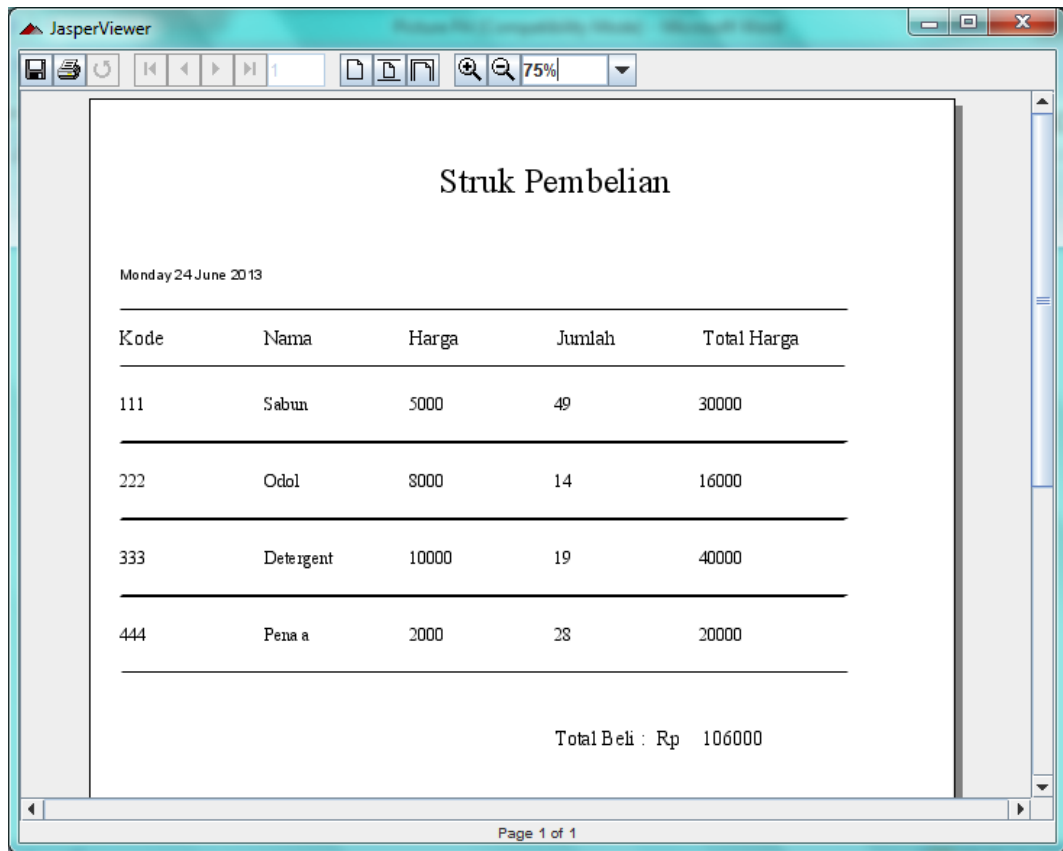 JasperViewer
1 75%
Struk Pembelian
Monday 24 June 2013
Kode Nama Harga Jumlah Total Harga
111 Sabun 5000 49 30000
222 Odol 8000 14 16000
333 Detergent 10000 19 40000
444 Pena a 2000 28 20000
Total Beli : Rp 106000
Page 1 of 1